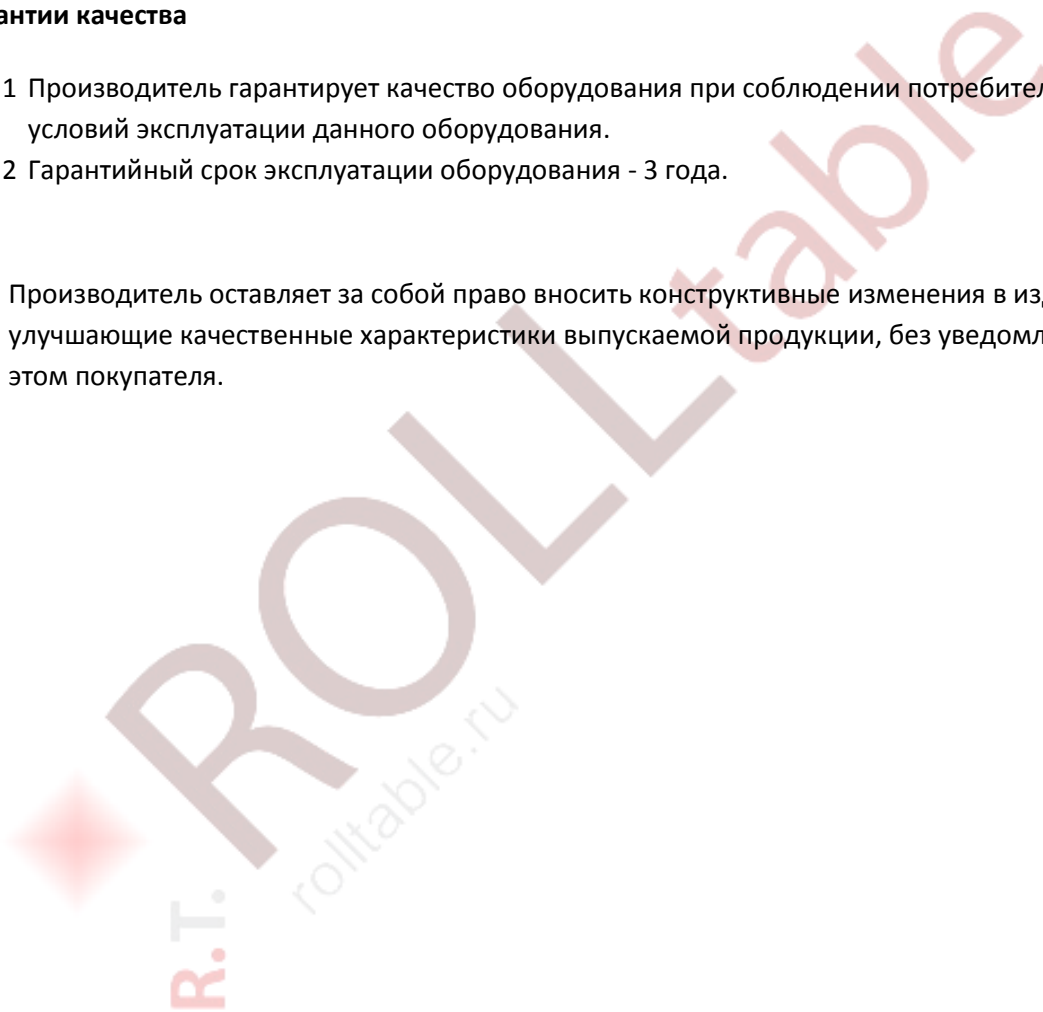 антии качества
1 Производитель гарантирует качество оборудования при соблюдении потребител
условий эксплуатации данного оборудования.
2 Гарантийный срок эксплуатации оборудования - 3 года.
Производитель оставляет за собой право вносить конструктивные изменения в изд
улучшающие качественные характеристики выпускаемой продукции, без уведомл
этом покупателя.
ROLLtable
rolltable.ru
R.T.